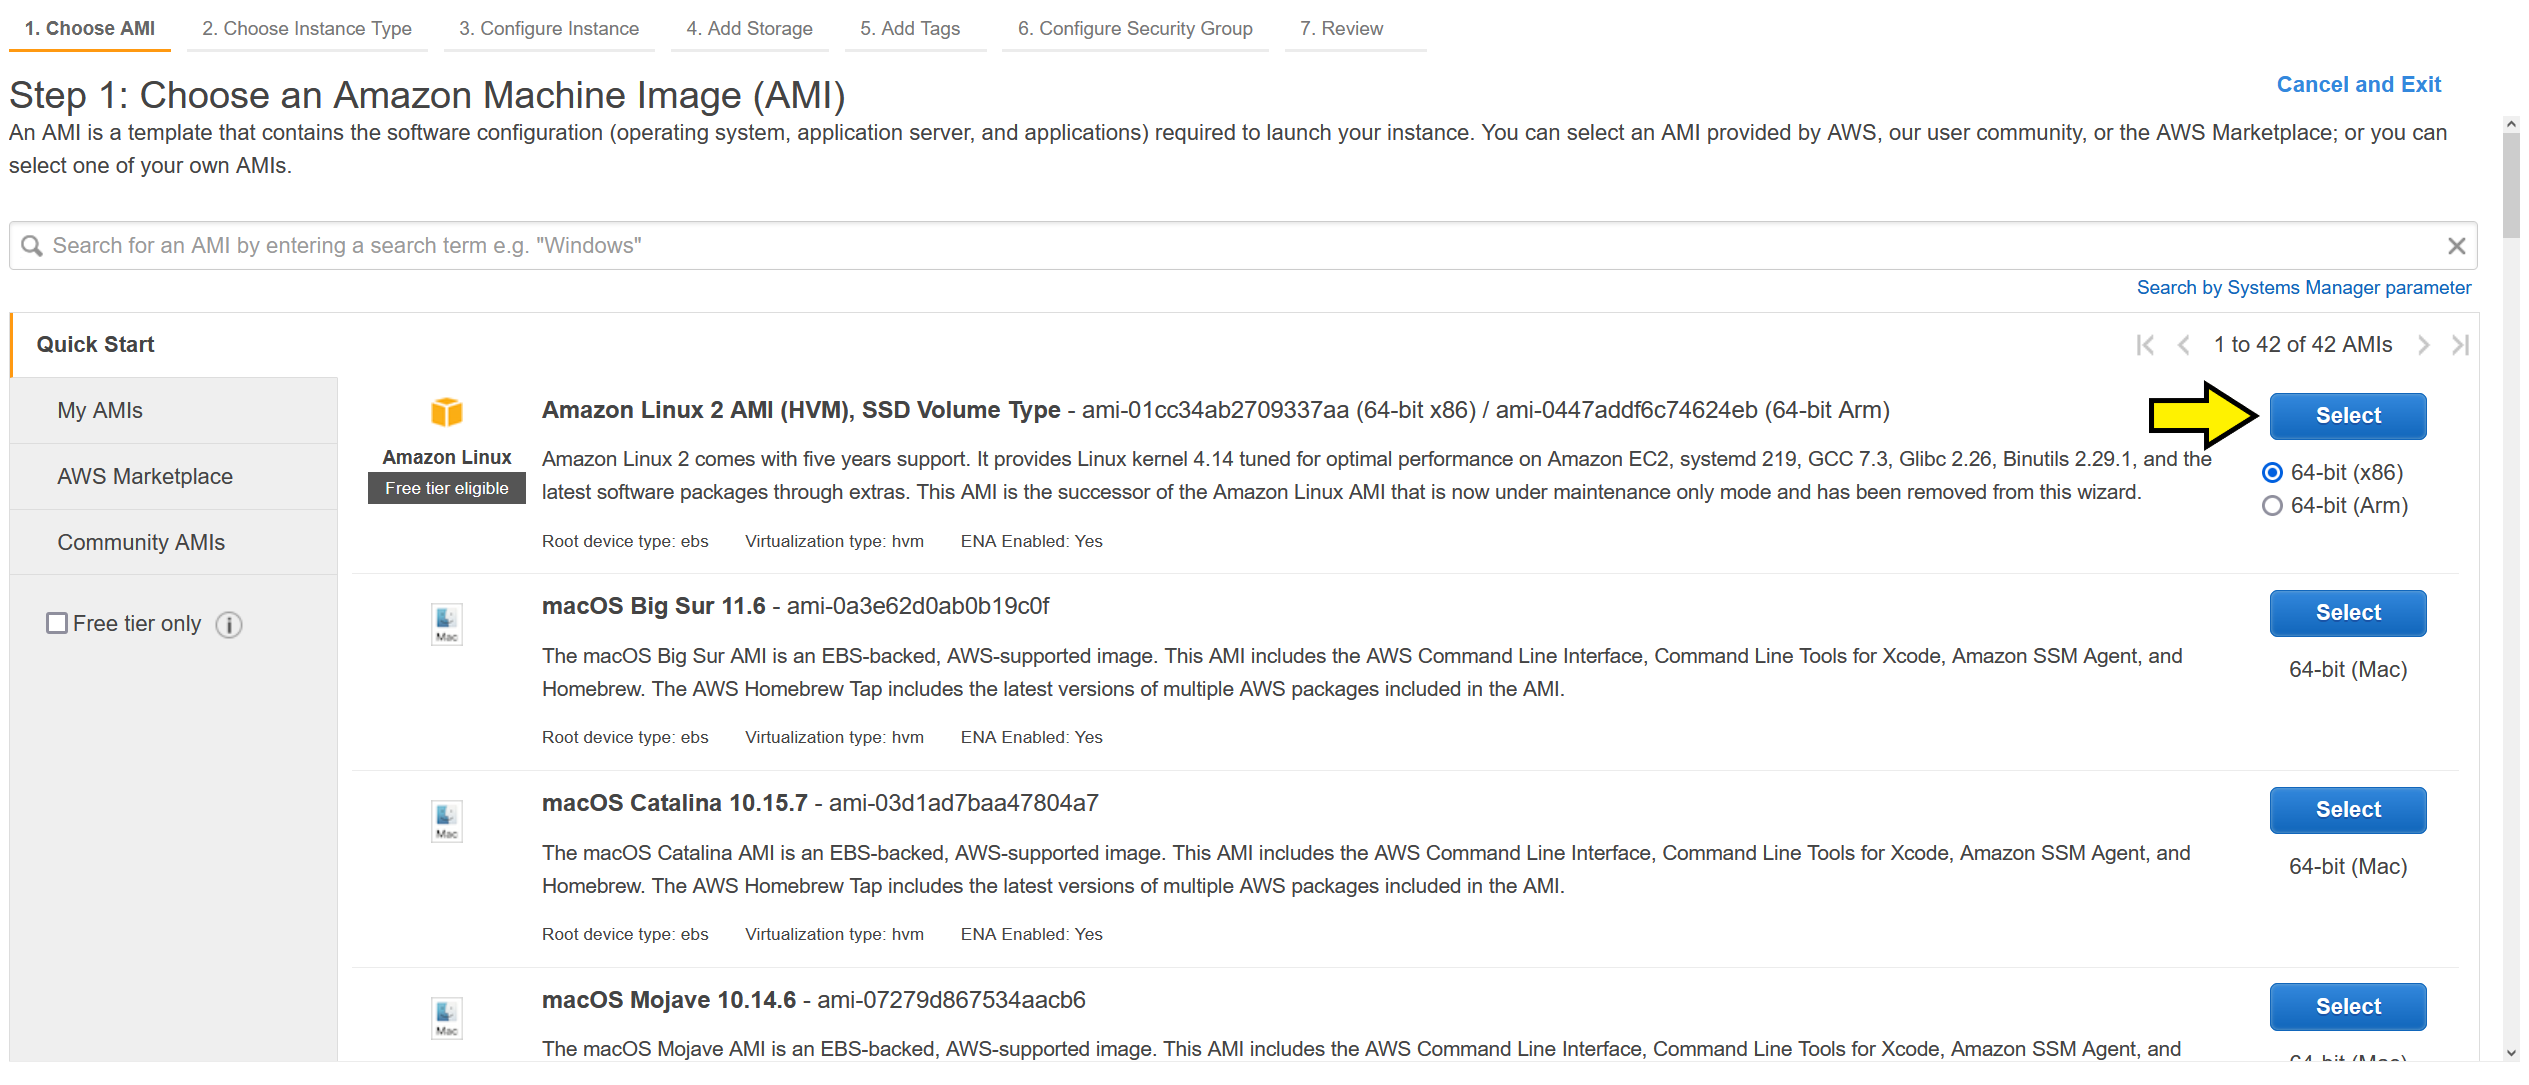 1. Choose AMI 2. Choose Instance Type 3. Configure Instance 4. Add Storage 5. Add Tags 6. Configure Security Group 7. Review
Step 1: Choose an Amazon Machine Image (AMI)
Cancel and Exit
An AMI is a template that contains the software configuration (operating system, application server, and applications) required to launch your instance. You can select an AMI provided by AWS, our user community, or the AWS Marketplace; or you can
select one of your own AMIs.
Search for an AMI by entering a search term e.g. "Windows"
Search by Systems Manager parameter
Quick Start
1 to 42 of 42 AMIs
My AMIs
AWS Marketplace
Community AMIs
Free tier only
Amazon Linux
Free tier eligible
Amazon Linux 2 AMI (HVM), SSD Volume Type - ami-01cc34ab2709337aa (64-bit x86) / ami-0447addf6c74624eb (64-bit Arm)
Amazon Linux 2 comes with five years support. It provides Linux kernel 4.14 tuned for optimal performance on Amazon EC2, systemd 219, GCC 7.3, Glibc 2.26, Binutils 2.29.1, and the
latest software packages through extras. This AMI is the successor of the Amazon Linux AMI that is now under maintenance only mode and has been removed from this wizard.
Root device type: ebs Virtualization type: hvm ENA Enabled: Yes
Select
64-bit (x86)
64-bit (Arm)
Mac
macOS Big Sur 11.6 - ami-0a3e62d0ab0b19c0f
The macOS Big Sur AMI is an EBS-backed, AWS-supported image. This AMI includes the AWS Command Line Interface, Command Line Tools for Xcode, Amazon SSM Agent, and
Homebrew. The AWS Homebrew Tap includes the latest versions of multiple AWS packages included in the AMI.
Root device type: ebs Virtualization type: hvm ENA Enabled: Yes
Select
64-bit (Mac)
Mac
macOS Catalina 10.15.7 - ami-03d1ad7baa47804a7
The macOS Catalina AMI is an EBS-backed, AWS-supported image. This AMI includes the AWS Command Line Interface, Command Line Tools for Xcode, Amazon SSM Agent, and
Homebrew. The AWS Homebrew Tap includes the latest versions of multiple AWS packages included in the AMI.
Root device type: ebs Virtualization type: hvm ENA Enabled: Yes
Select
64-bit (Mac)
Mac
macOS Mojave 10.14.6 - ami-07279d867534aacb6
The macOS Mojave AMI is an EBS-backed, AWS-supported image. This AMI includes the AWS Command Line Interface, Command Line Tools for Xcode, Amazon SSM Agent, and
Select
64-bit (Mac)